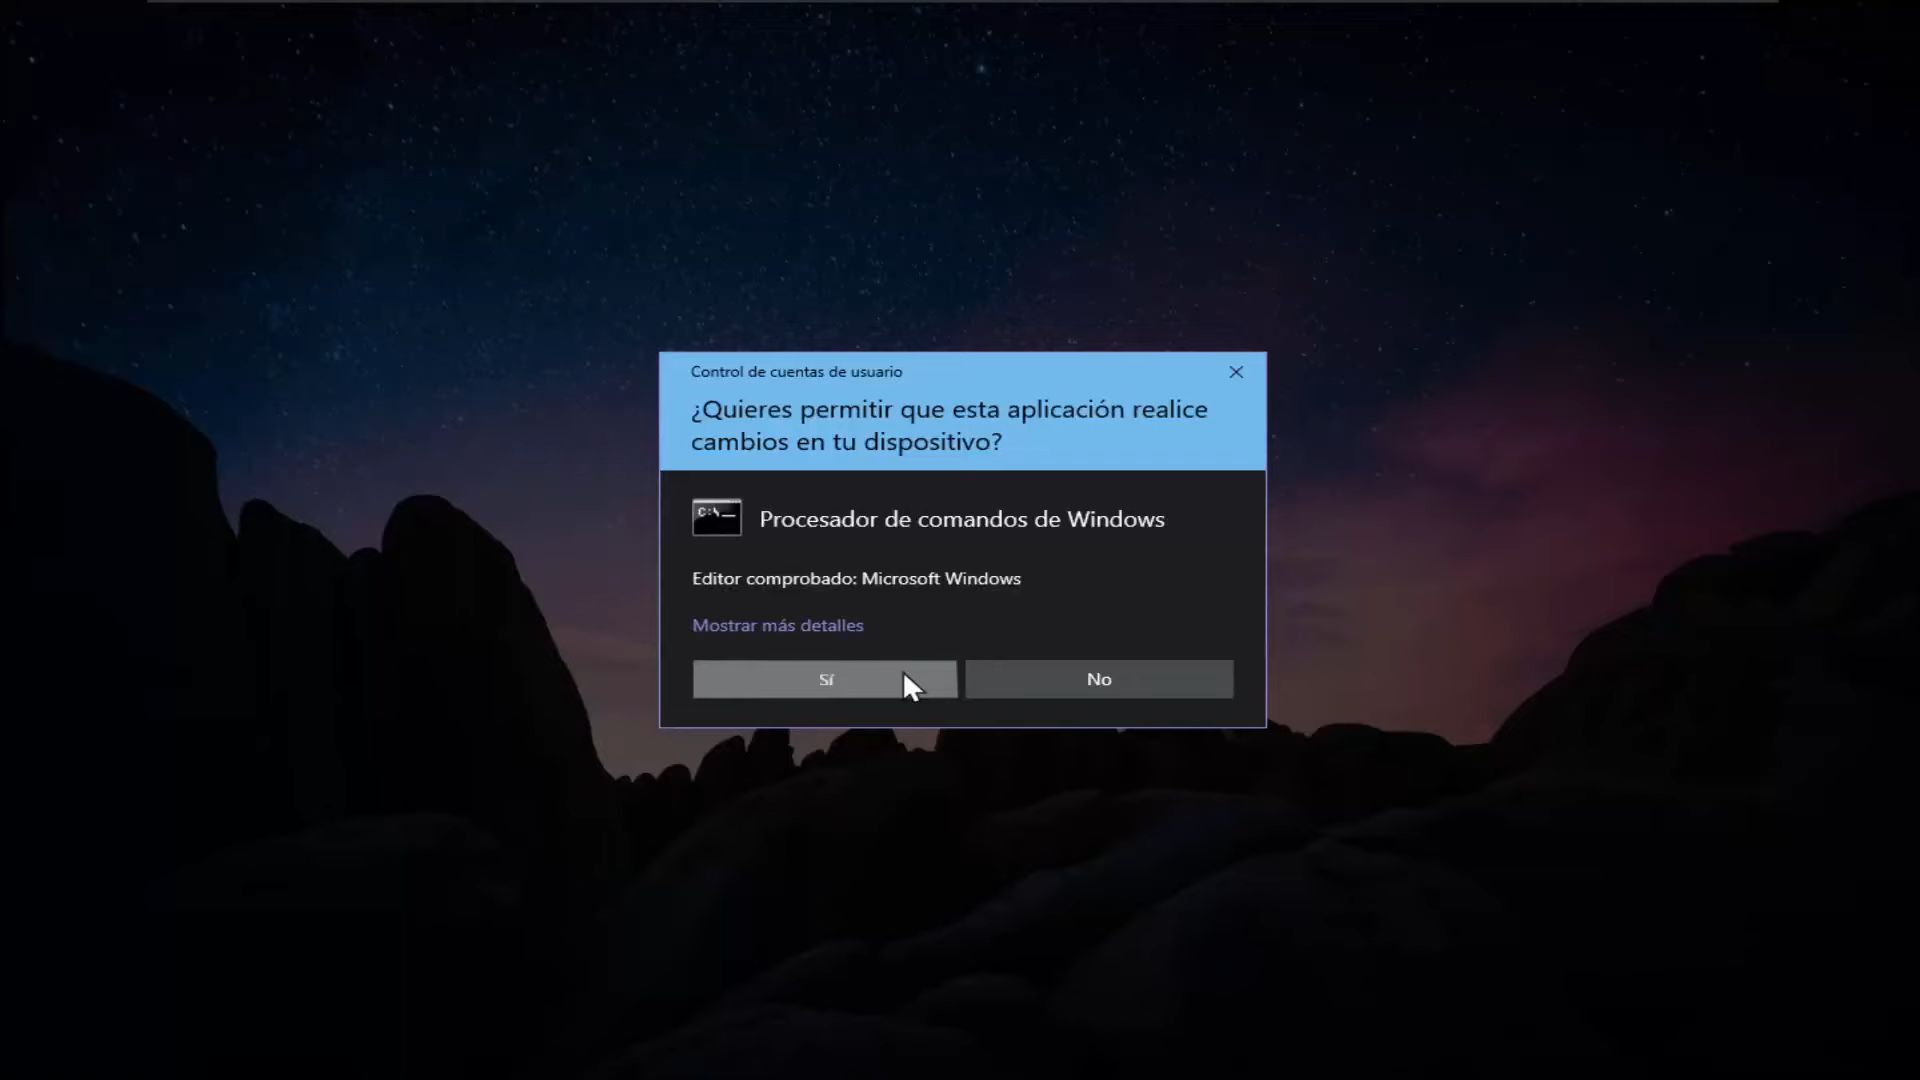 Control de cuentas de usuario
¿Quieres permitir que esta aplicación realice
cambios en tu dispositivo?
C:\_
Procesador de comandos de Windows
Editor comprobado: Microsoft Windows
Mostrar más detalles
Sí
No